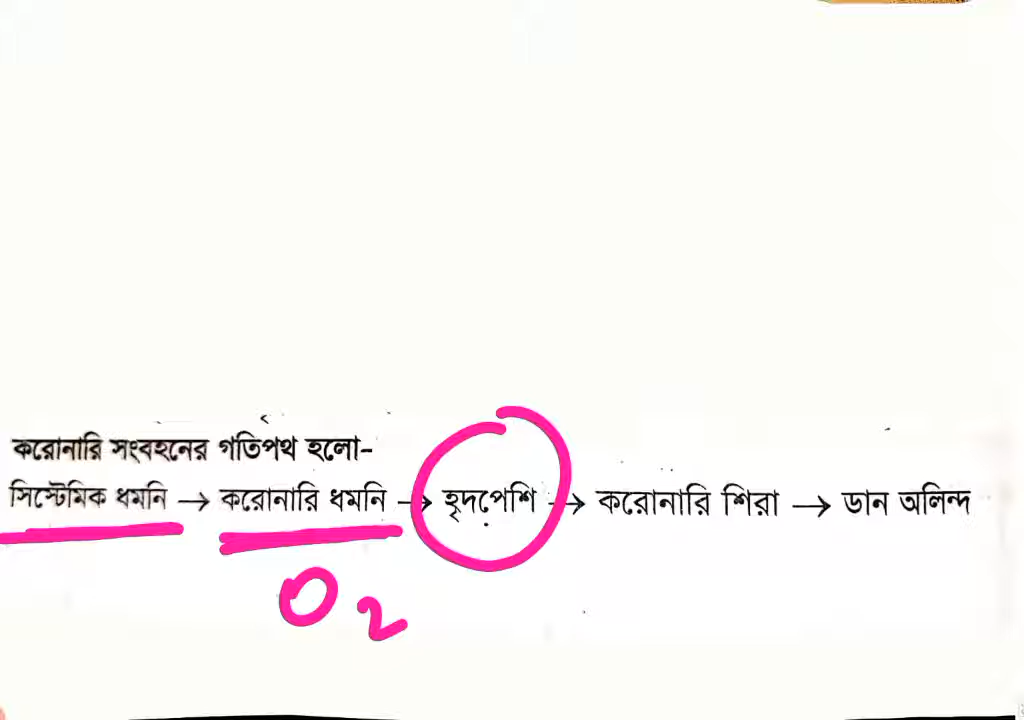 করোনারি সংবহনের গতিপথ হলো-
সিস্টেমিক ধমনি → করোনারি ধমনি → হৃদপেশি → করোনারি শিরা → ডান অলিন্দ
O2